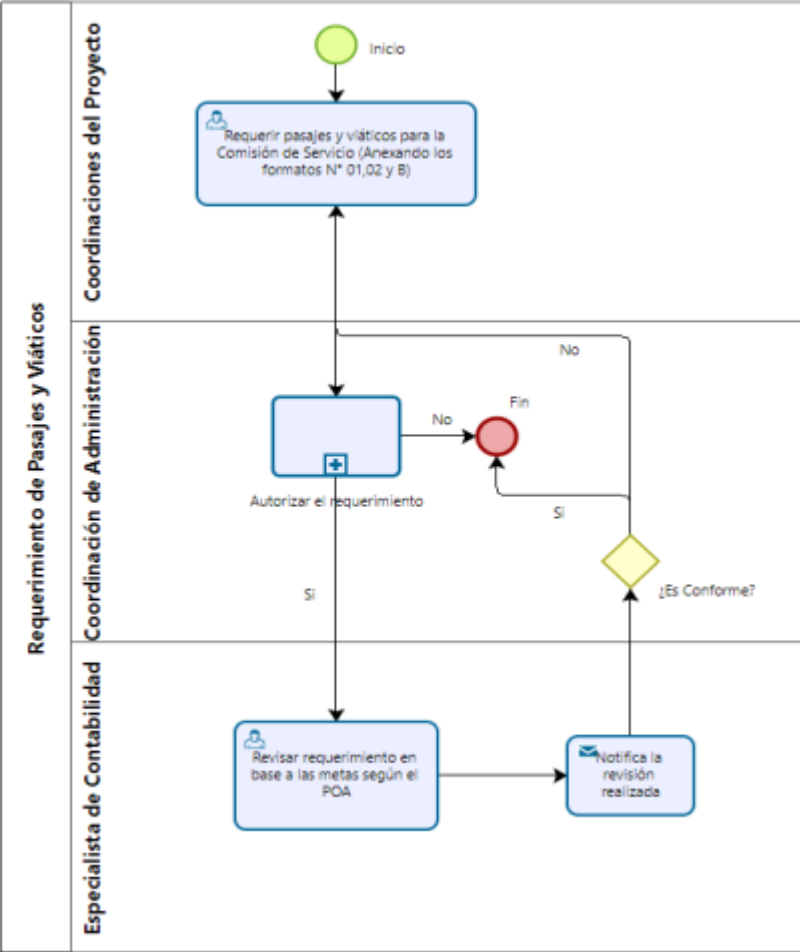 Requerimiento de Pasajes y Viáticos
Coordinaciones del Proyecto
Inicio
Requerir pasajes y viáticos para la
Comisión de Servicio (Anexando los
formatos N° 01,02 y B)
Coordinación de Administración
No
Fin
No
Autorizar el requerimiento
Si
¿Es Conforme?
Si
Especialista de Contabilidad
Revisar requerimiento en
base a las metas según el
POA
Notifica la
revisión
realizada